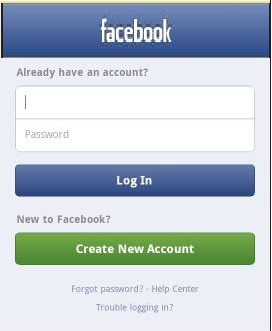 facebook
Already have an account?
Password
Log In
New to Facebook?
Create New Account
Forgot password? · Help Center
Trouble logging in?